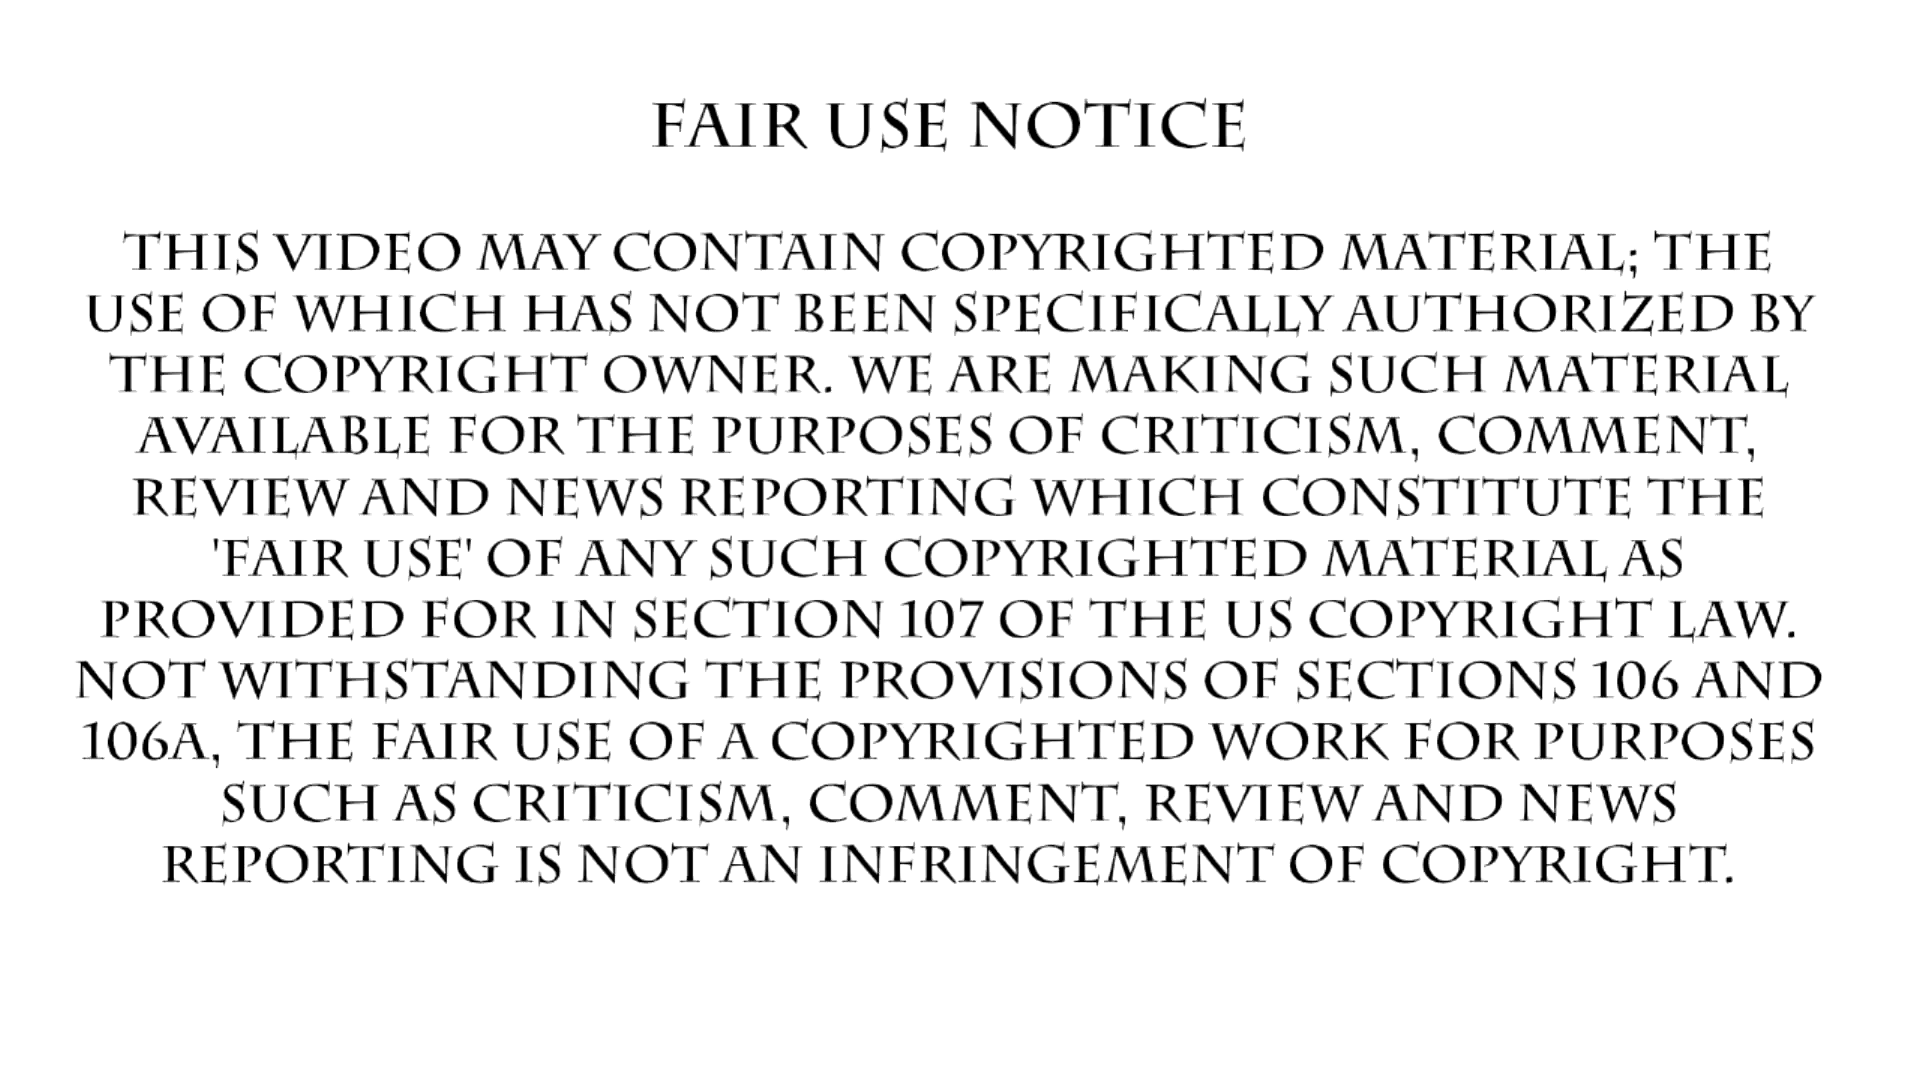 FAIR USE NOTICE
THIS VIDEO MAY CONTAIN COPYRIGHTED MATERIAL; THE
USE OF WHICH HAS NOT BEEN SPECIFICALLY AUTHORIZED BY
THE COPYRIGHT OWNER. WE ARE MAKING SUCH MATERIAL
AVAILABLE FOR THE PURPOSES OF CRITICISM, COMMENT,
REVIEW AND NEWS REPORTING WHICH CONSTITUTE THE
'FAIR USE' OF ANY SUCH COPYRIGHTED MATERIAL AS
PROVIDED FOR IN SECTION 107 OF THE US COPYRIGHT LAW.
NOT WITHSTANDING THE PROVISIONS OF SECTIONS 106 AND
106A, THE FAIR USE OF A COPYRIGHTED WORK FOR PURPOSES
SUCH AS CRITICISM, COMMENT, REVIEW AND NEWS
REPORTING IS NOT AN INFRINGEMENT OF COPYRIGHT.